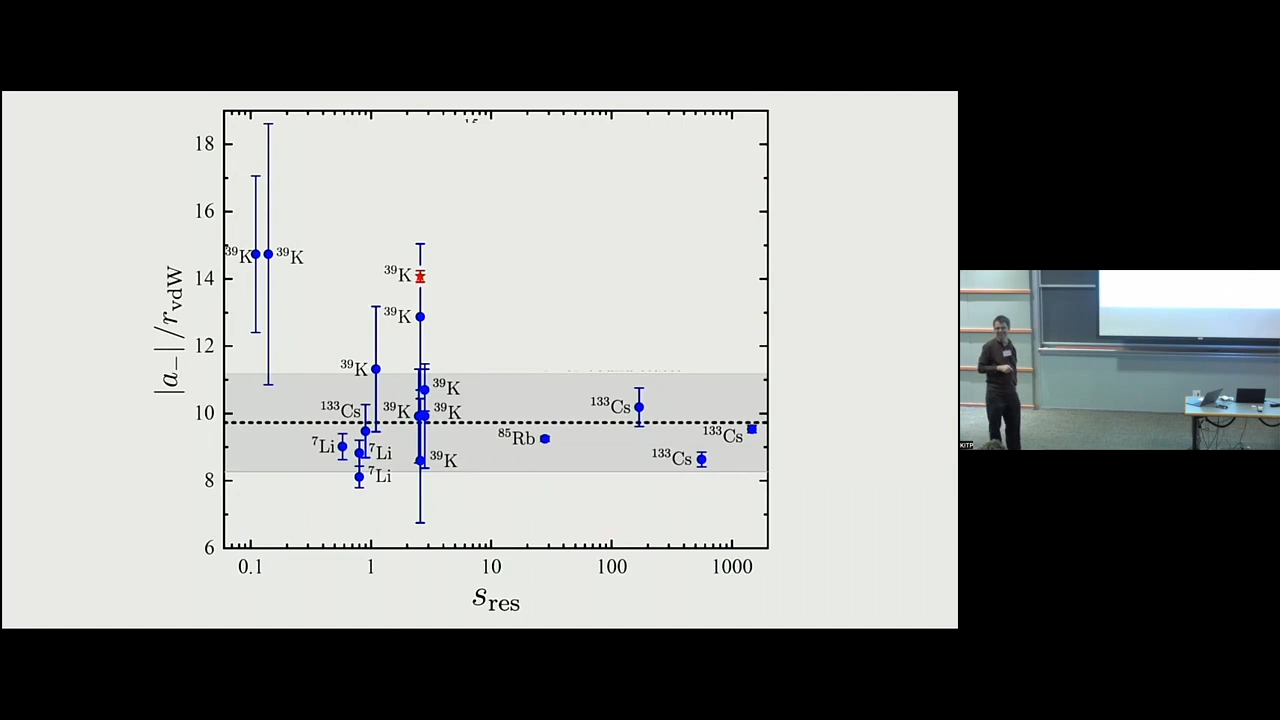 18
16
14
12
10
8
6
|a₋| / r_vdW
³⁹K
³⁹K
³⁹K
³⁹K
³⁹K
³⁹K
¹³³Cs
³⁹K
³⁹K
¹³³Cs
⁷Li
⁷Li
³⁹K
⁸⁵Rb
¹³³Cs
¹³³Cs
⁷Li
0.1
1
10
100
1000
s_res
KITP